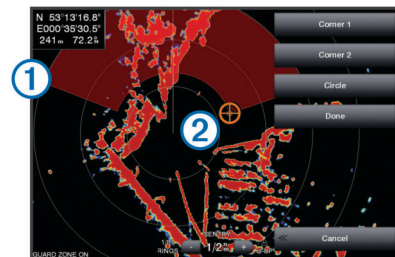 N 53°13'16.8"
E000°35'30.5"
241m 72.2°
Corner 1
Corner 2
Circle
Done
Cancel
1
2
SENTRY
RINGS
- 1/2 +
GUARD ZONE ON